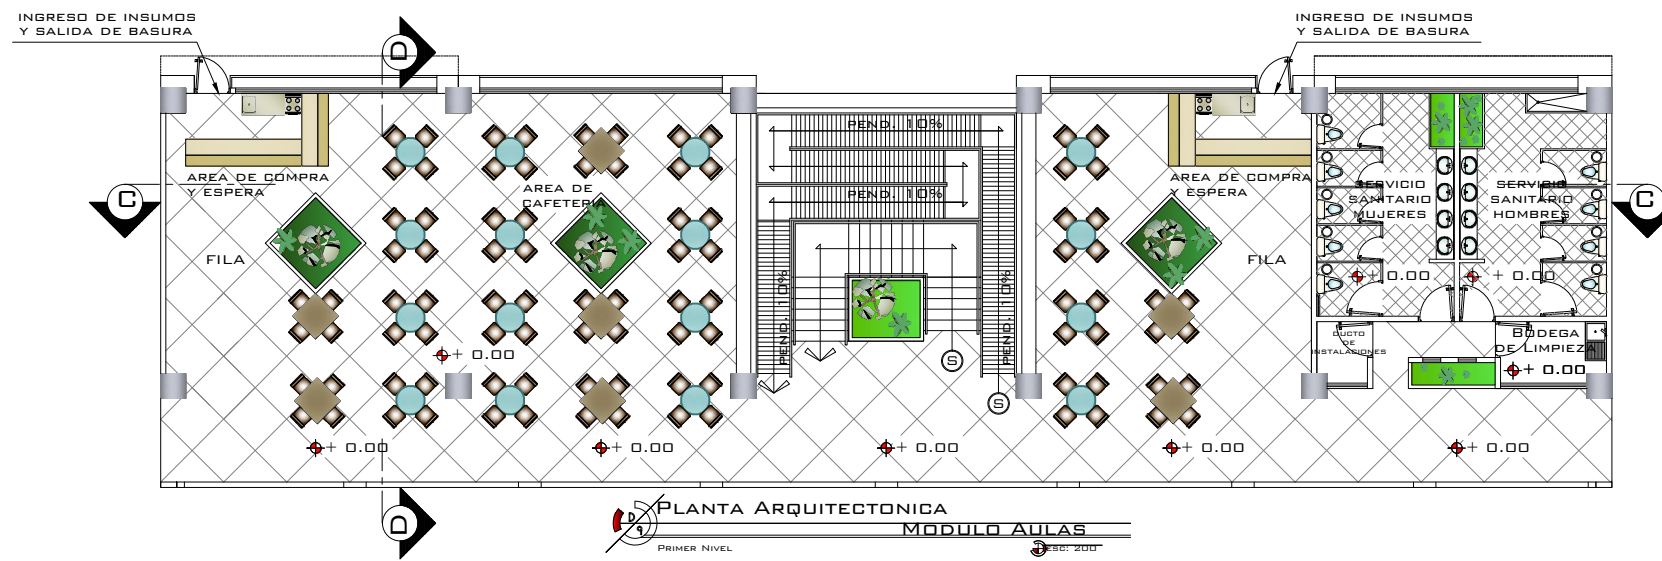 INGRESO DE INSUMOS
Y SALIDA DE BASURA
D
INGRESO DE INSUMOS
Y SALIDA DE BASURA
PEND. 10%
PEND. 10%
AREA DE COMPRA
Y ESPERA
AREA DE
CAFETERIA
AREA DE COMPRA
Y ESPERA
SERVICIO
SANITARIO
MUJERES
SERVICIO
SANITARIO
HOMBRES
C
C
FILA
FILA
+ 0.00
+ 0.00
PEND. 10%
PEND. 10%
DUCTO
DE
INSTALACIONES
BODEGA
DE LIMPIEZA
+ 0.00
+ 0.00
S
S
+ 0.00
+ 0.00
+ 0.00
+ 0.00
+ 0.00
D
D
9
PLANTA ARQUITECTONICA
MODULO AULAS
PRIMER NIVEL
ESC: 200